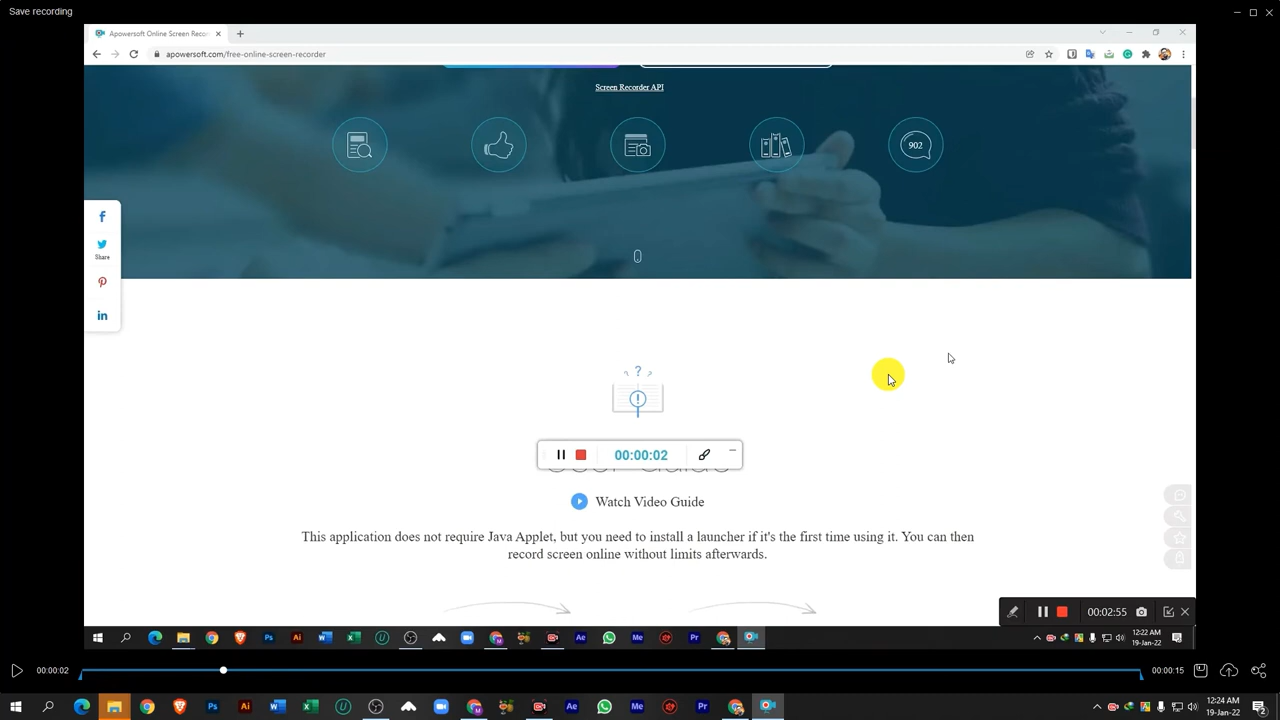 Save recording
Apowersoft Online Screen Reco
apowersoft.com/free-online-screen-recorder
Screen Recorder API
902
Share
00:00:02
Watch Video Guide
This application does not require Java Applet, but you need to install a launcher if it's the first time using it. You can then
record screen online without limits afterwards.
00:02:55
12:22 AM
19-Jan-22
00:00:02
00:00:15
12:24 AM
19-Jan-22